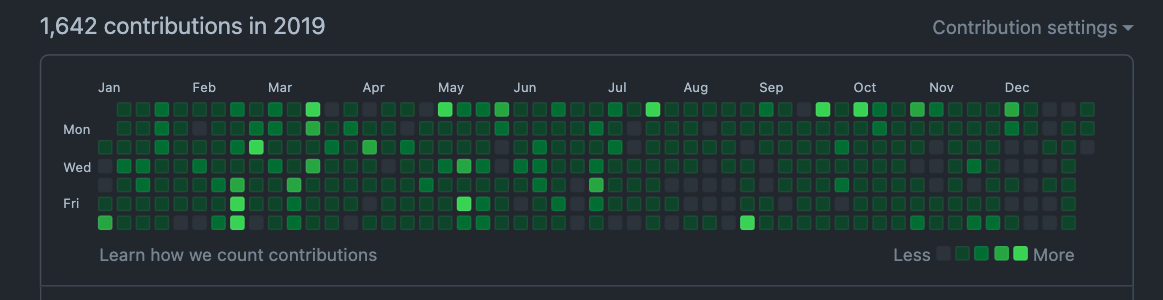 1,642 contributions in 2019
Contribution settings
Jan Feb Mar Apr May Jun Jul Aug Sep Oct Nov Dec
Mon
Wed
Fri
Learn how we count contributions
Less More